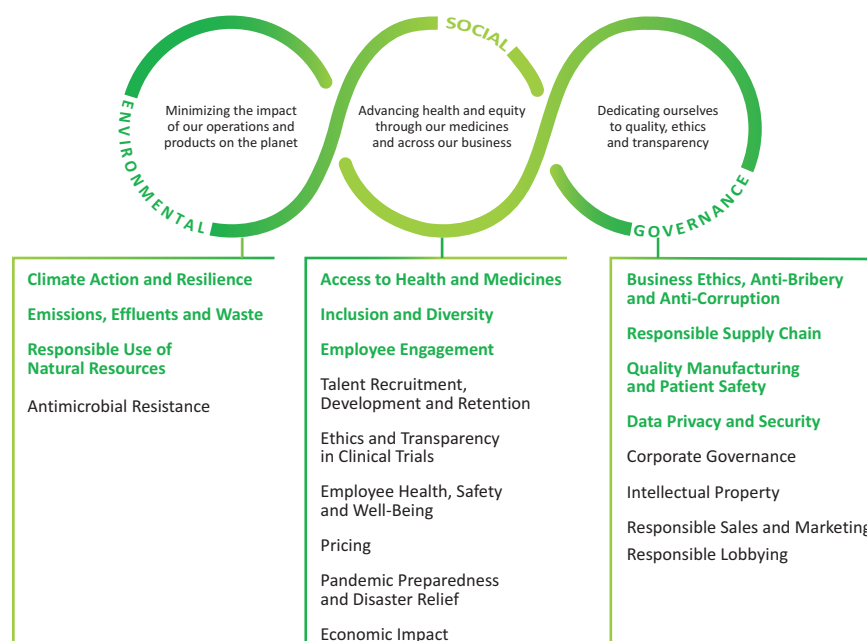 SOCIAL
ENVIRONMENTAL
Minimizing the impact
of our operations and
products on the planet
Advancing health and equity
through our medicines
and across our business
Dedicating ourselves
to quality, ethics
and transparency
GOVERNANCE
Climate Action and Resilience
Emissions, Effluents and Waste
Responsible Use of
Natural Resources
Antimicrobial Resistance
Access to Health and Medicines
Inclusion and Diversity
Employee Engagement
Talent Recruitment,
Development and Retention
Ethics and Transparency
in Clinical Trials
Employee Health, Safety
and Well-Being
Pricing
Pandemic Preparedness
and Disaster Relief
Economic Impact
Business Ethics, Anti-Bribery
and Anti-Corruption
Responsible Supply Chain
Quality Manufacturing
and Patient Safety
Data Privacy and Security
Corporate Governance
Intellectual Property
Responsible Sales and Marketing
Responsible Lobbying